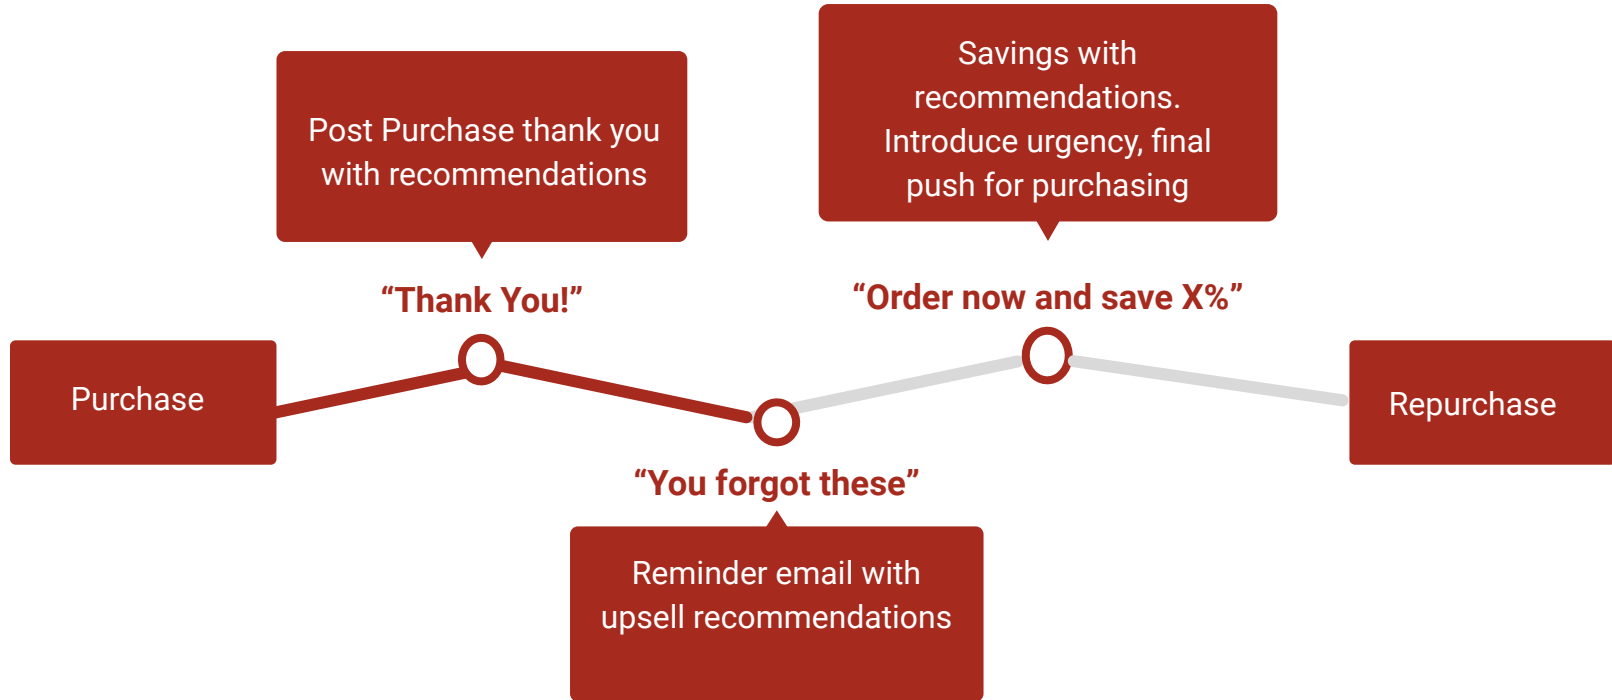 Post Purchase thank you
with recommendations
Savings with
recommendations.
Introduce urgency, final
push for purchasing
“Thank You!”
“Order now and save X%”
Purchase
Repurchase
“You forgot these”
Reminder email with
upsell recommendations